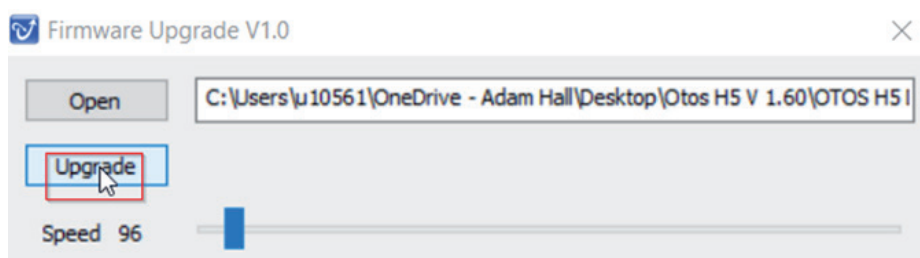 Firmware Upgrade V1.0
Open C:\Users\u10561\OneDrive - Adam Hall\Desktop\Otos H5 V 1.60\OTOS H5 I
Upgrade
Speed 96